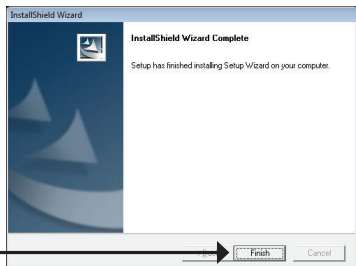 InstallShield Wizard
InstallShield Wizard Complete
Setup has finished installing Setup Wizard on your computer.
Finish
Cancel